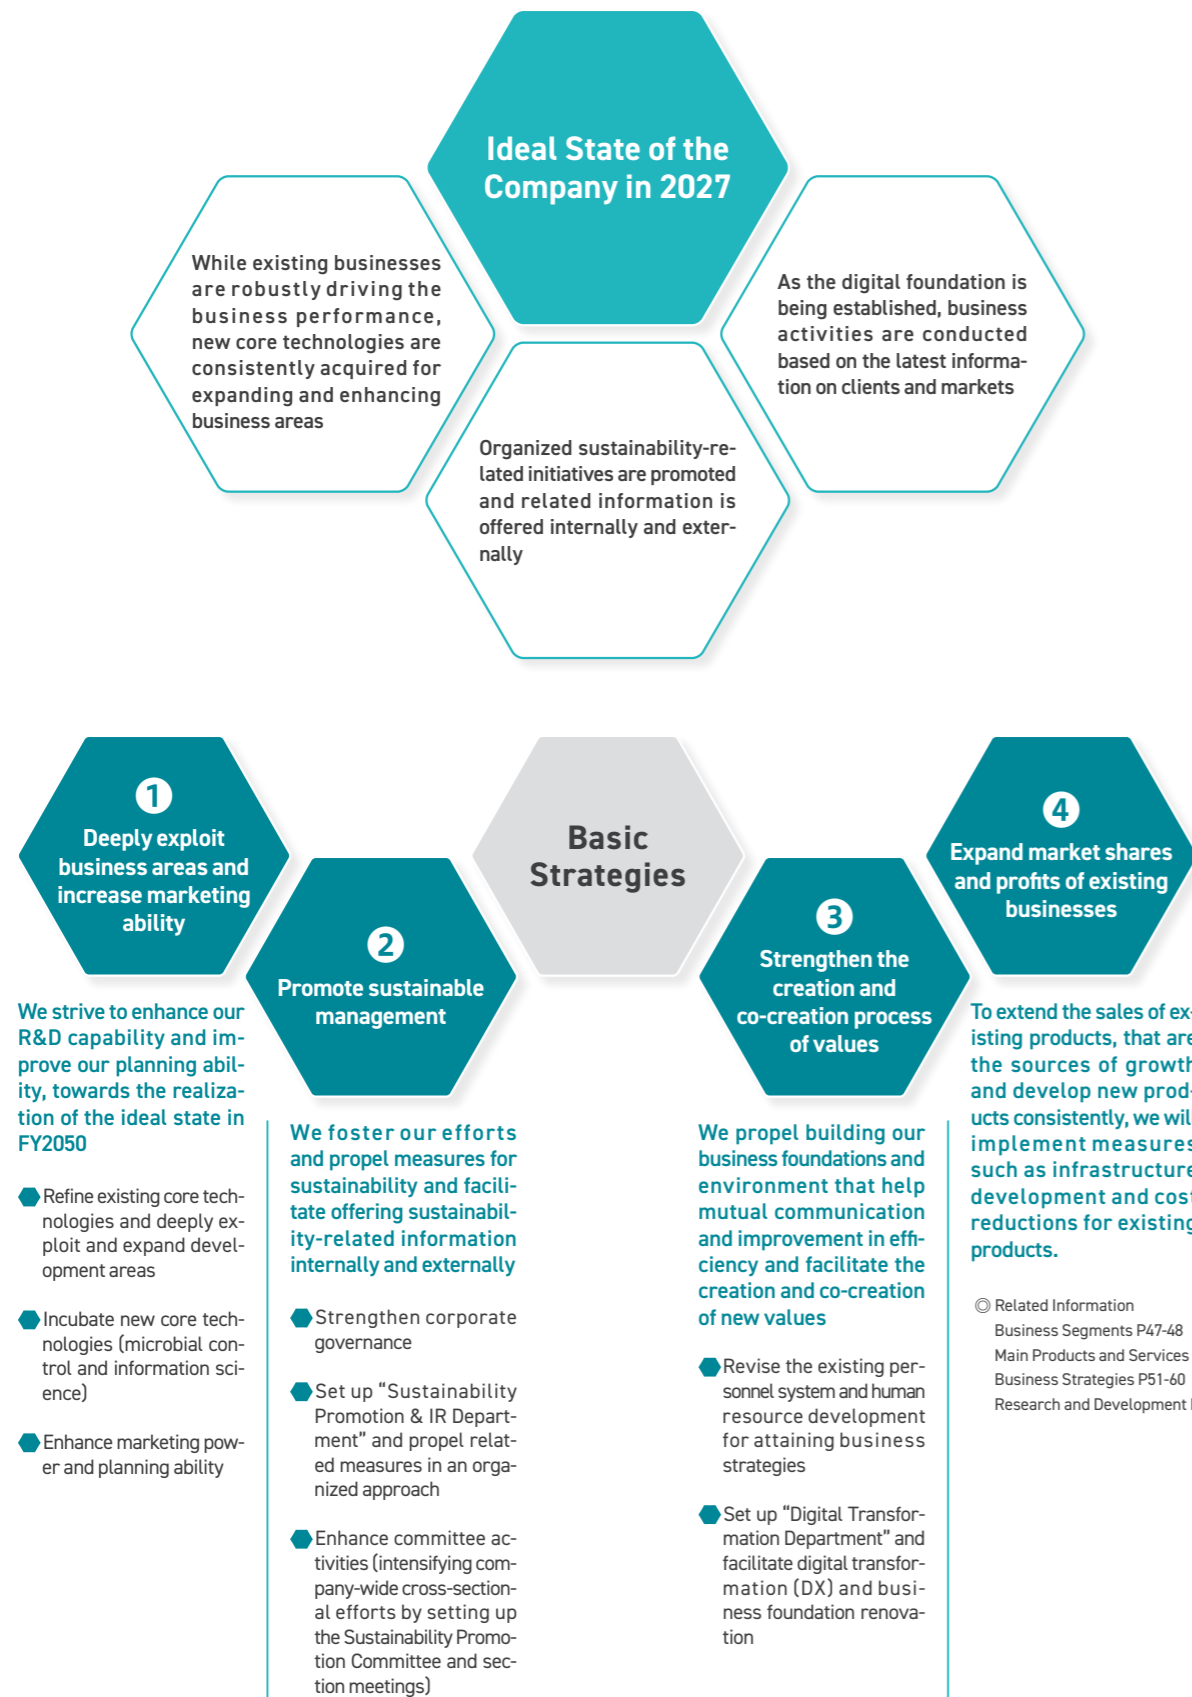 Ideal State of the
Company in 2027
While existing businesses
are robustly driving the
business performance,
new core technologies are
consistently acquired for
expanding and enhancing
business areas
Organized sustainability-re-
lated initiatives are promoted
and related information is
offered internally and exter-
nally
As the digital foundation is
being established, business
activities are conducted
based on the latest informa-
tion on clients and markets
Basic
Strategies
1
Deeply exploit
business areas and
increase marketing
ability
We strive to enhance our
R&D capability and im-
prove our planning abil-
ity, towards the realiza-
tion of the ideal state in
FY2050
Refine existing core tech-
nologies and deeply ex-
ploit and expand devel-
opment areas
Incubate new core tech-
nologies (microbial con-
trol and information sci-
ence)
Enhance marketing pow-
er and planning ability
2
Promote sustainable
management
We foster our efforts
and propel measures for
sustainability and facili-
tate offering sustainabil-
ity-related information
internally and externally
Strengthen corporate
governance
Set up “Sustainability
Promotion & IR Depart-
ment” and propel relat-
ed measures in an orga-
nized approach
Enhance committee ac-
tivities (intensifying com-
pany-wide cross-section-
al efforts by setting up
the Sustainability Promo-
tion Committee and sec-
tion meetings)
3
Strengthen the
creation and
co-creation process
of values
We propel building our
business foundations and
environment that help
mutual communication
and improvement in effi-
ciency and facilitate the
creation and co-creation
of new values
Revise the existing per-
sonnel system and human
resource development
for attaining business
strategies
Set up “Digital Transfor-
mation Department” and
facilitate digital transfor-
mation (DX) and busi-
ness foundation renova-
tion
4
Expand market shares
and profits of existing
businesses
To extend the sales of ex-
isting products, that are
the sources of growth
and develop new prod-
ucts consistently, we will
implement measures
such as infrastructure
development and cost
reductions for existing
products.
◎ Related Information
Business Segments P47-48
Main Products and Services
Business Strategies P51-60
Research and Development